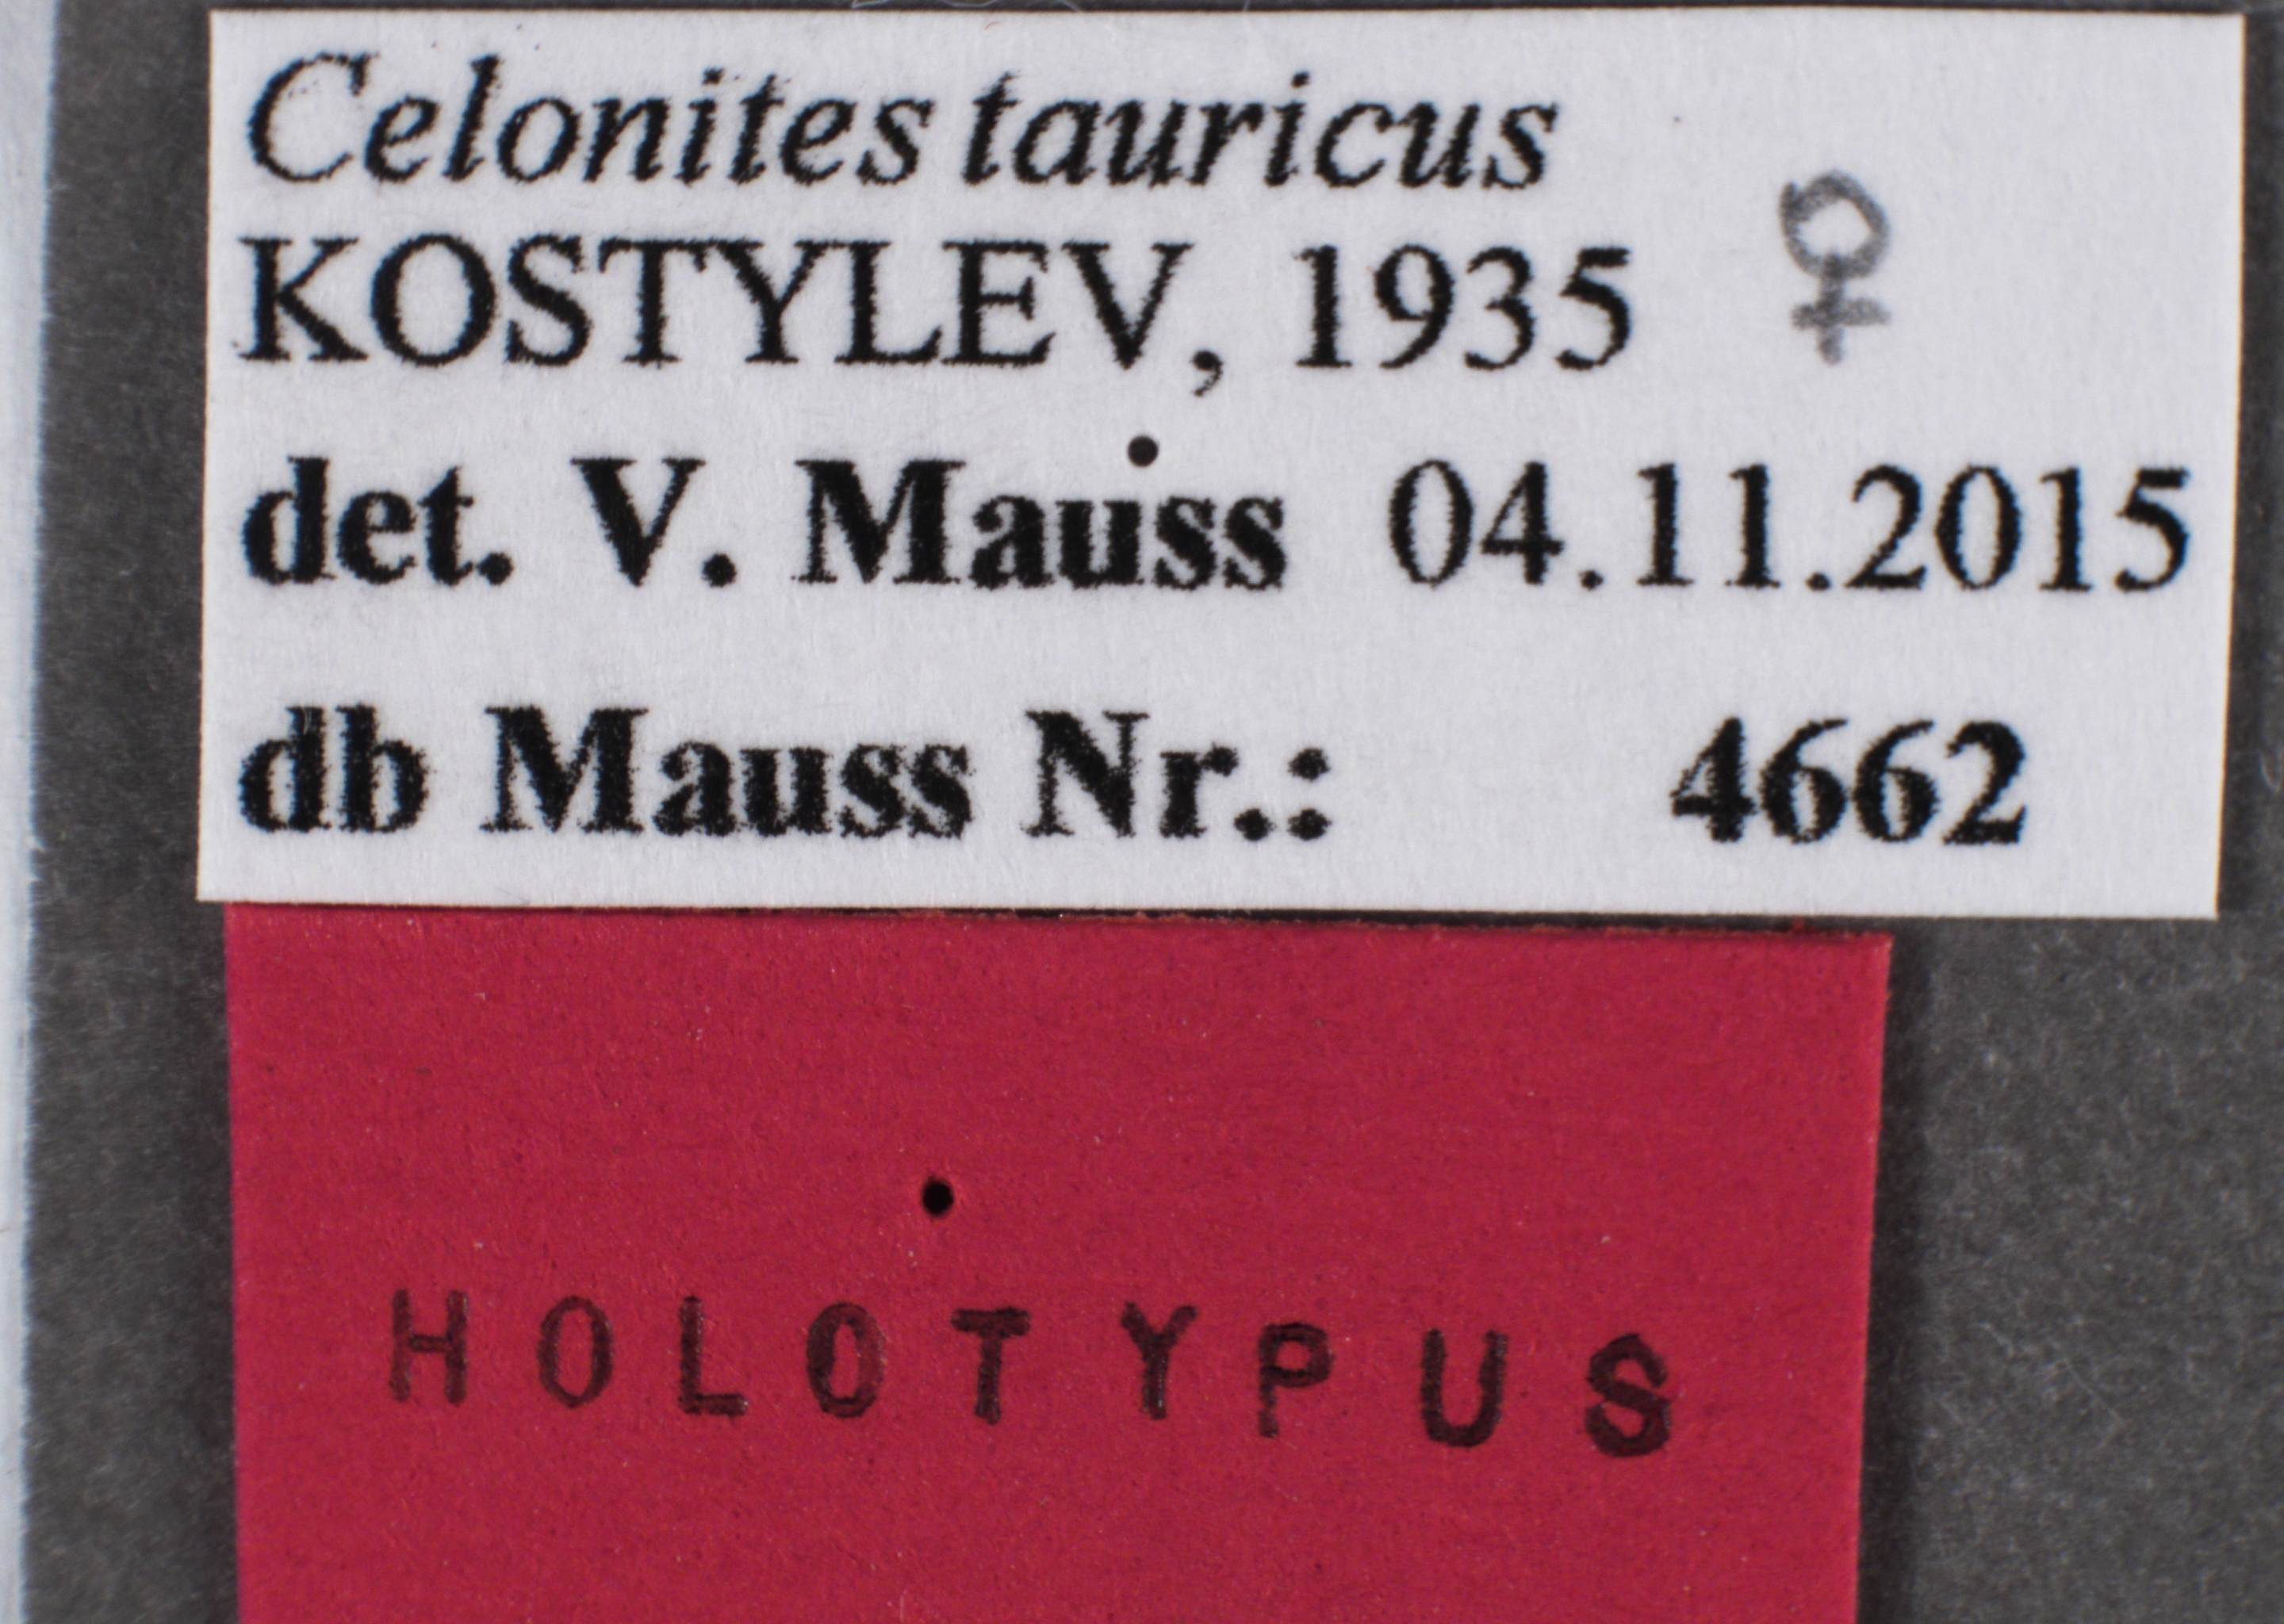 Celonites tauricus
KOSTYLEV, 1935 ♀
det. V. Mauss 04.11.2015
db Mauss Nr.: 4662
HOLOTYPUS